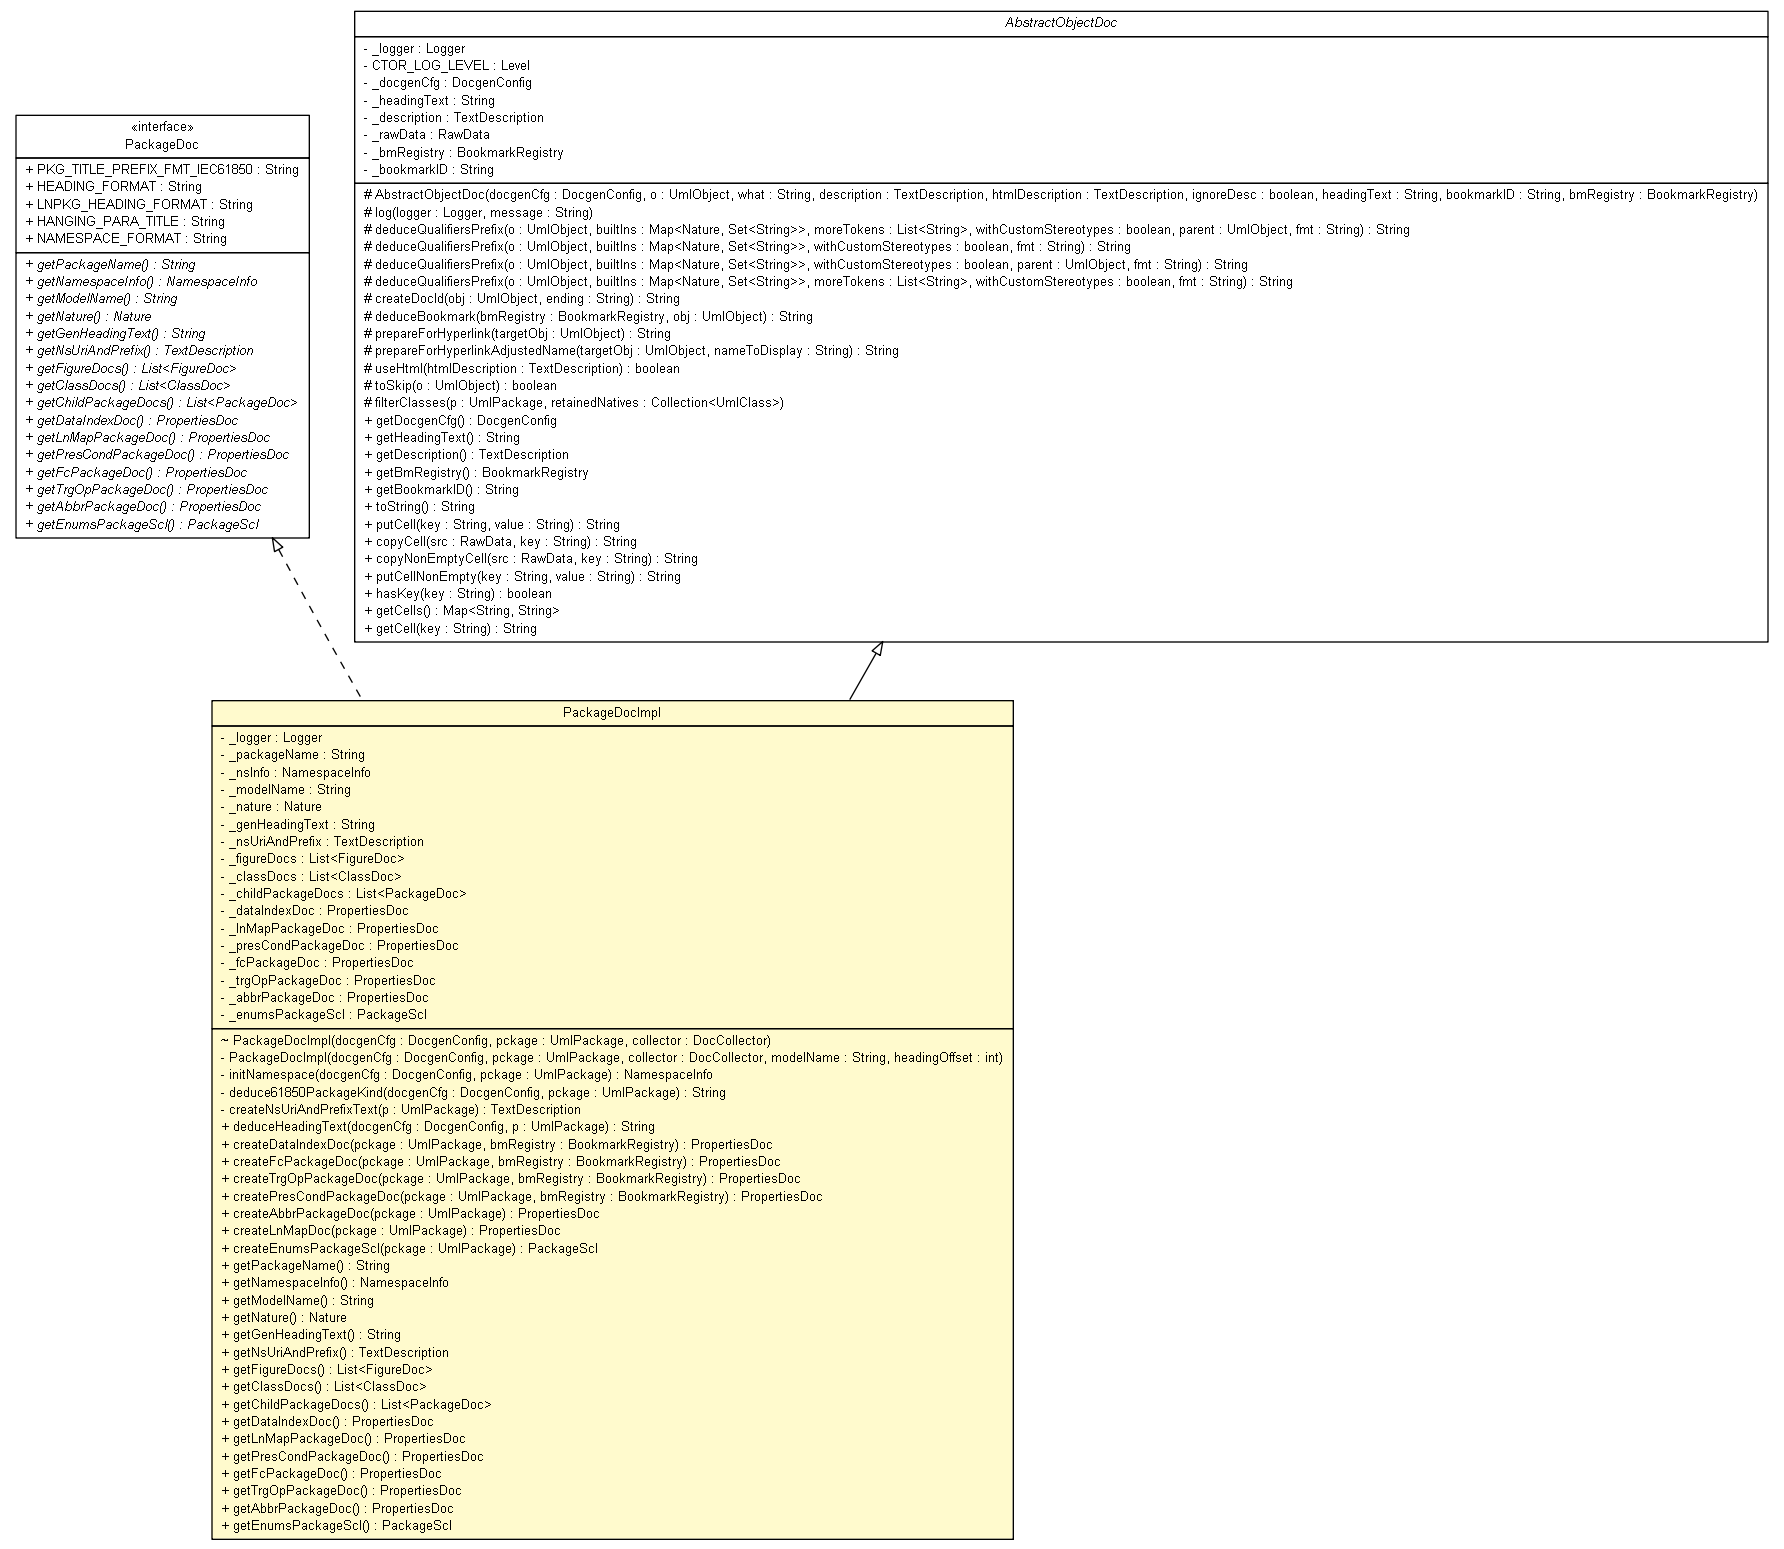 AbstractObjectDoc
- _logger : Logger
- CTOR_LOG_LEVEL : Level
- _docgenCfg : DocgenConfig
- _headingText : String
- _description : TextDescription
- _rawData : RawData
- _bmRegistry : BookmarkRegistry
- _bookmarkID : String
# AbstractObjectDoc(docgenCfg : DocgenConfig, o : UmlObject, what : String, description : TextDescription, htmlDescription : TextDescription, ignoreDesc : boolean, headingText : String, bookmarkID : String, bmRegistry : BookmarkRegistry)
# log(logger : Logger, message : String)
# deduceQualifiersPrefix(o : UmlObject, builtIns : Map<Nature, Set<String>>, moreTokens : List<String>, withCustomStereotypes : boolean, parent : UmlObject, fmt : String) : String
# deduceQualifiersPrefix(o : UmlObject, builtIns : Map<Nature, Set<String>>, withCustomStereotypes : boolean, fmt : String) : String
# deduceQualifiersPrefix(o : UmlObject, builtIns : Map<Nature, Set<String>>, withCustomStereotypes : boolean, parent : UmlObject, fmt : String) : String
# deduceQualifiersPrefix(o : UmlObject, builtIns : Map<Nature, Set<String>>, moreTokens : List<String>, withCustomStereotypes : boolean, fmt : String) : String
# createDocId(obj : UmlObject, ending : String) : String
# deduceBookmark(bmRegistry : BookmarkRegistry, obj : UmlObject) : String
# prepareForHyperlink(targetObj : UmlObject) : String
# prepareForHyperlinkAdjustedName(targetObj : UmlObject, nameToDisplay : String) : String
# useHtml(htmlDescription : TextDescription) : boolean
# toSkip(o : UmlObject) : boolean
# filterClasses(p : UmlPackage, retainedNatives : Collection<UmlClass>)
+ getDocgenCfg() : DocgenConfig
+ getHeadingText() : String
+ getDescription() : TextDescription
+ getBmRegistry() : BookmarkRegistry
+ getBookmarkID() : String
+ toString() : String
+ putCell(key : String, value : String) : String
+ copyCell(src : RawData, key : String) : String
+ copyNonEmptyCell(src : RawData, key : String) : String
+ putCellNonEmpty(key : String, value : String) : String
+ hasKey(key : String) : boolean
+ getCells() : Map<String, String>
+ getCell(key : String) : String
«interface»
PackageDoc
+ PKG_TITLE_PREFIX_FMT_IEC61850 : String
+ HEADING_FORMAT : String
+ LNPKG_HEADING_FORMAT : String
+ HANGING_PARA_TITLE : String
+ NAMESPACE_FORMAT : String
+ getPackageName() : String
+ getNamespaceInfo() : NamespaceInfo
+ getModelName() : String
+ getNature() : Nature
+ getGenHeadingText() : String
+ getNsUriAndPrefix() : TextDescription
+ getFigureDocs() : List<FigureDoc>
+ getClassDocs() : List<ClassDoc>
+ getChildPackageDocs() : List<PackageDoc>
+ getDataIndexDoc() : PropertiesDoc
+ getLnMapPackageDoc() : PropertiesDoc
+ getPresCondPackageDoc() : PropertiesDoc
+ getFcPackageDoc() : PropertiesDoc
+ getTrgOpPackageDoc() : PropertiesDoc
+ getAbbrPackageDoc() : PropertiesDoc
+ getEnumsPackageScl() : PackageScl
PackageDocImpl
- _logger : Logger
- _packageName : String
- _nsInfo : NamespaceInfo
- _modelName : String
- _nature : Nature
- _genHeadingText : String
- _nsUriAndPrefix : TextDescription
- _figureDocs : List<FigureDoc>
- _classDocs : List<ClassDoc>
- _childPackageDocs : List<PackageDoc>
- _dataIndexDoc : PropertiesDoc
- _lnMapPackageDoc : PropertiesDoc
- _presCondPackageDoc : PropertiesDoc
- _fcPackageDoc : PropertiesDoc
- _trgOpPackageDoc : PropertiesDoc
- _abbrPackageDoc : PropertiesDoc
- _enumsPackageScl : PackageScl
~ PackageDocImpl(docgenCfg : DocgenConfig, pckage : UmlPackage, collector : DocCollector)
- PackageDocImpl(docgenCfg : DocgenConfig, pckage : UmlPackage, collector : DocCollector, modelName : String, headingOffset : int)
- initNamespace(docgenCfg : DocgenConfig, pckage : UmlPackage) : NamespaceInfo
- deduce61850PackageKind(docgenCfg : DocgenConfig, pckage : UmlPackage) : String
- createNsUriAndPrefixText(p : UmlPackage) : TextDescription
+ deduceHeadingText(docgenCfg : DocgenConfig, p : UmlPackage) : String
+ createDataIndexDoc(pckage : UmlPackage, bmRegistry : BookmarkRegistry) : PropertiesDoc
+ createFcPackageDoc(pckage : UmlPackage, bmRegistry : BookmarkRegistry) : PropertiesDoc
+ createTrgOpPackageDoc(pckage : UmlPackage, bmRegistry : BookmarkRegistry) : PropertiesDoc
+ createPresCondPackageDoc(pckage : UmlPackage, bmRegistry : BookmarkRegistry) : PropertiesDoc
+ createAbbrPackageDoc(pckage : UmlPackage) : PropertiesDoc
+ createLnMapDoc(pckage : UmlPackage) : PropertiesDoc
+ createEnumsPackageScl(pckage : UmlPackage) : PackageScl
+ getPackageName() : String
+ getNamespaceInfo() : NamespaceInfo
+ getModelName() : String
+ getNature() : Nature
+ getGenHeadingText() : String
+ getNsUriAndPrefix() : TextDescription
+ getFigureDocs() : List<FigureDoc>
+ getClassDocs() : List<ClassDoc>
+ getChildPackageDocs() : List<PackageDoc>
+ getDataIndexDoc() : PropertiesDoc
+ getLnMapPackageDoc() : PropertiesDoc
+ getPresCondPackageDoc() : PropertiesDoc
+ getFcPackageDoc() : PropertiesDoc
+ getTrgOpPackageDoc() : PropertiesDoc
+ getAbbrPackageDoc() : PropertiesDoc
+ getEnumsPackageScl() : PackageScl